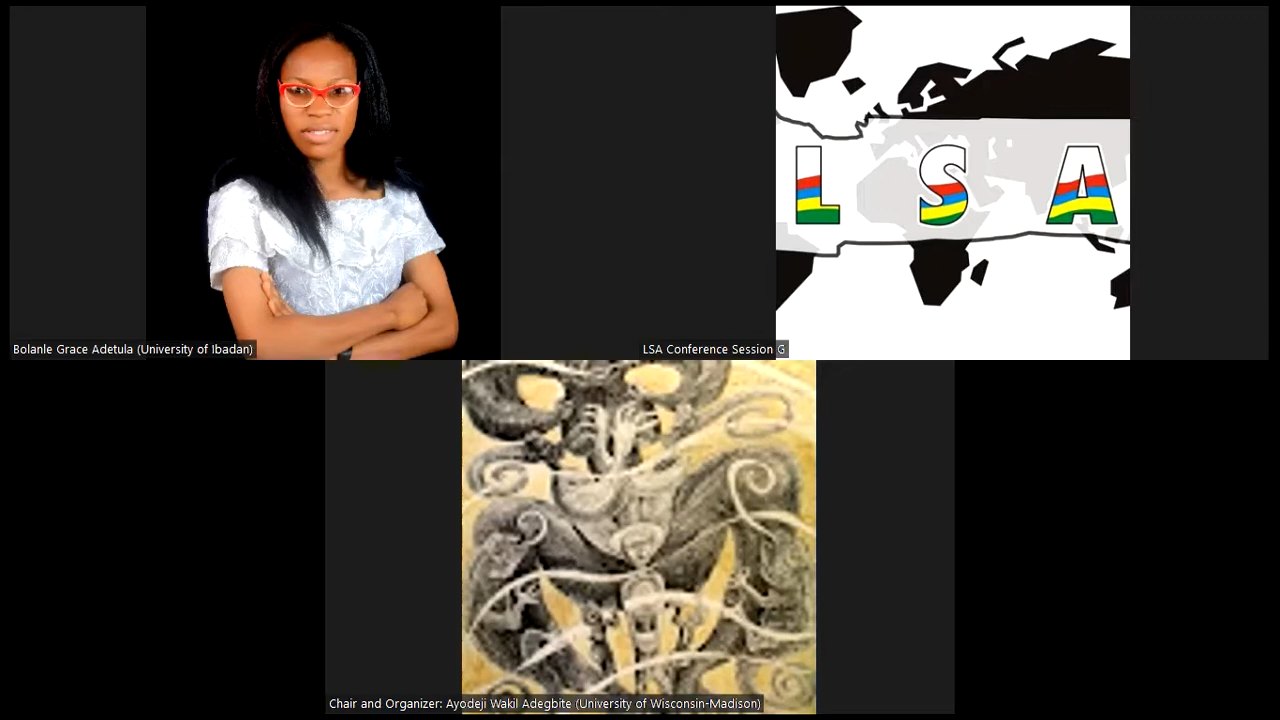 L S A
Bolanle Grace Adetula (University of Ibadan)
LSA Conference Session G
Chair and Organizer: Ayodeji Wakil Adegbite (University of Wisconsin-Madison)